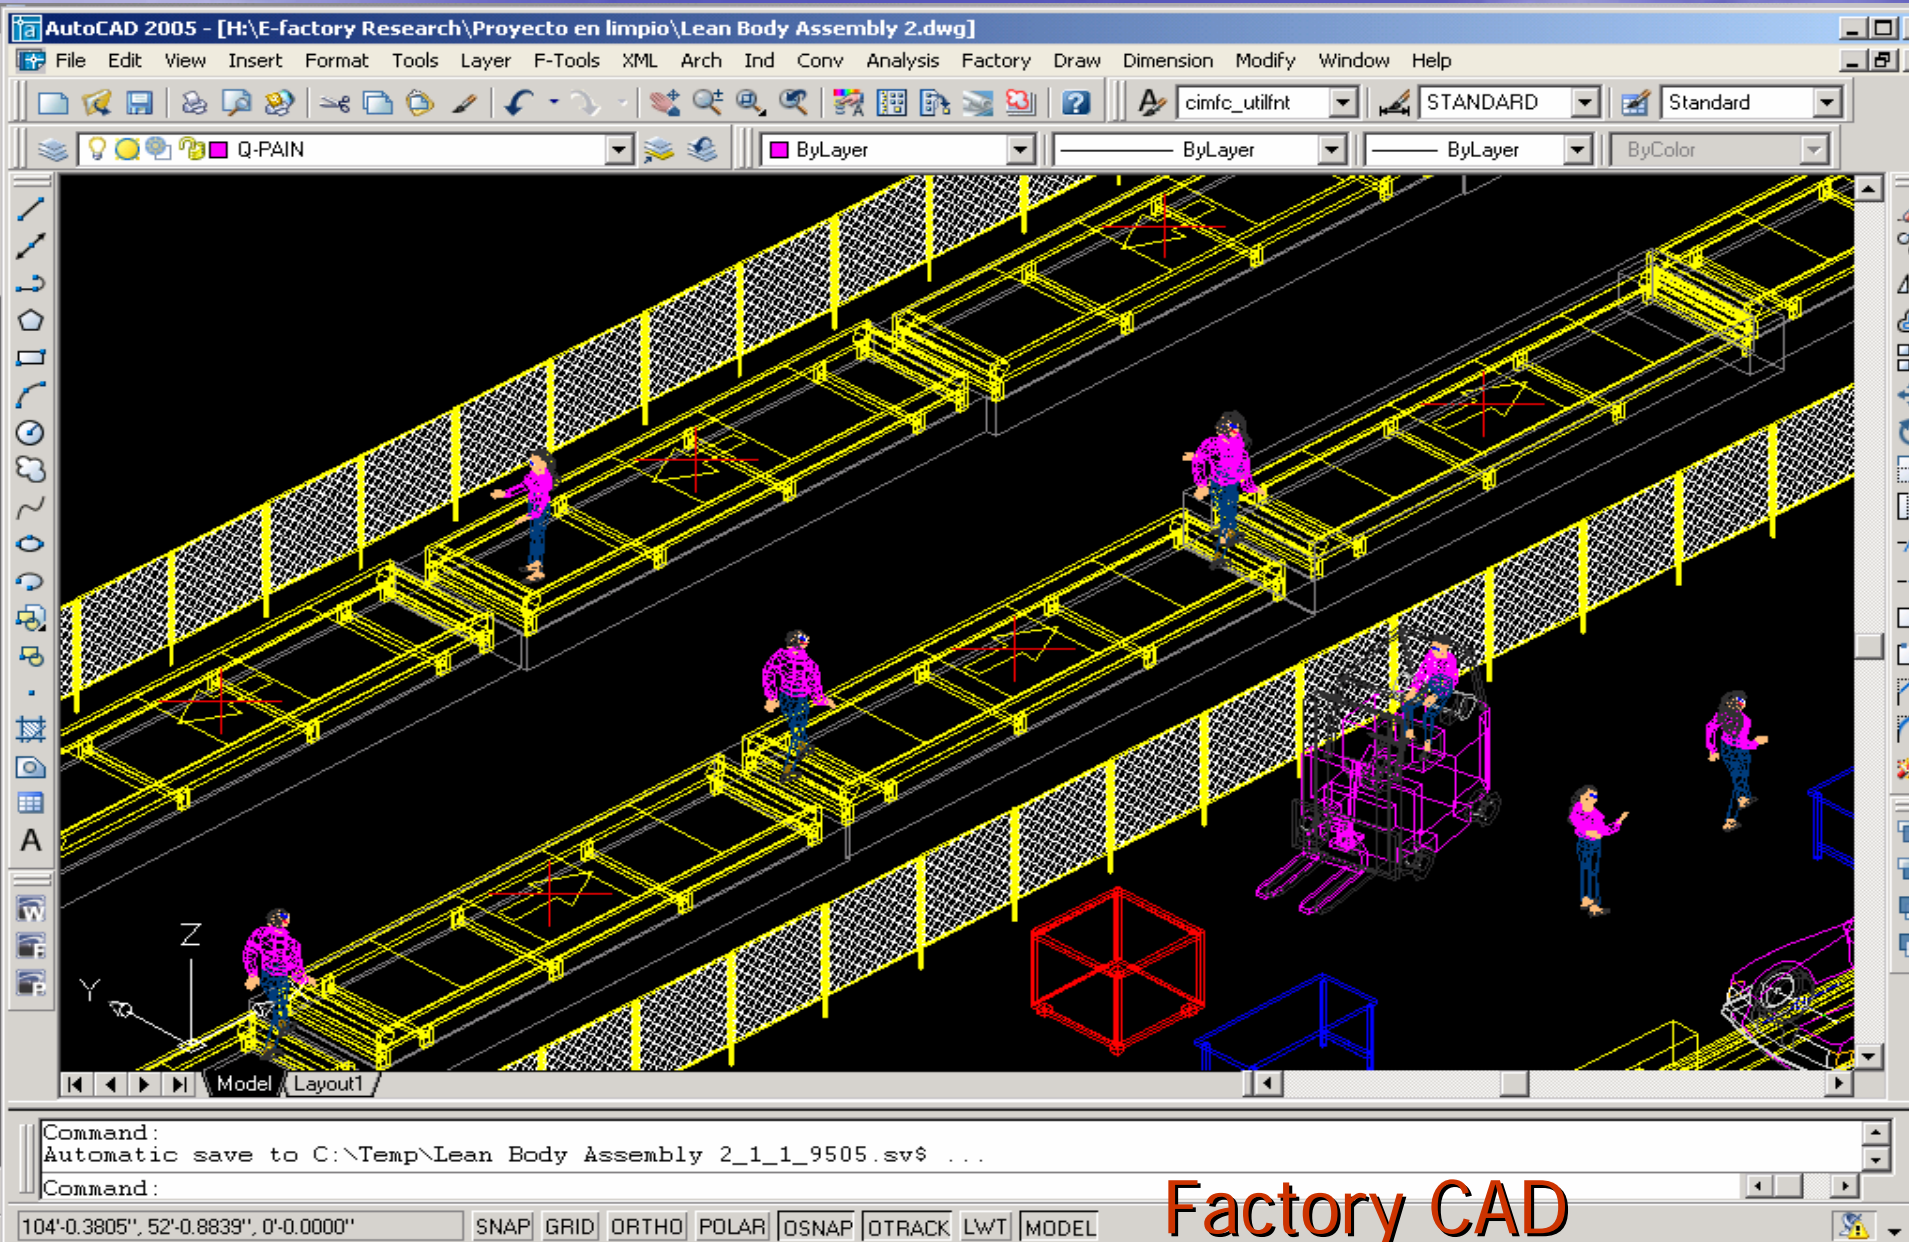 AutoCAD 2005 - [H:\E-factory Research\Proyecto en limpio\Lean Body Assembly 2.dwg]
File Edit View Insert Format Tools Layer F-Tools XML Arch Ind Conv Analysis Factory Draw Dimension Modify Window Help
cimfc_utilfnt STANDARD Standard
Q-PAIN ByLayer ByLayer ByLayer ByColor
A
W
F
P
Z
Y
Model Layout1
Command:
Automatic save to C:\Temp\Lean Body Assembly 2_1_1_9505.sv$ ...
Command:
Factory CAD
104'-0.3805", 52'-0.8839", 0'-0.0000" SNAP GRID ORTHO POLAR OSNAP OTRACK LWT MODEL